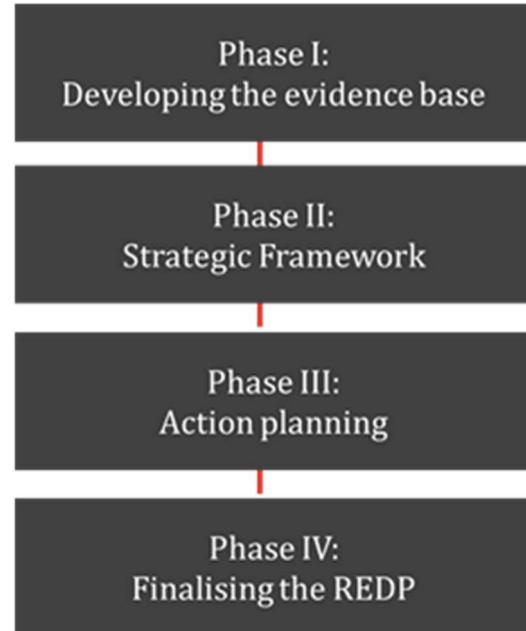 Phase I:
Developing the evidence base
Phase II:
Strategic Framework
Phase III:
Action planning
Phase IV:
Finalising the REDP